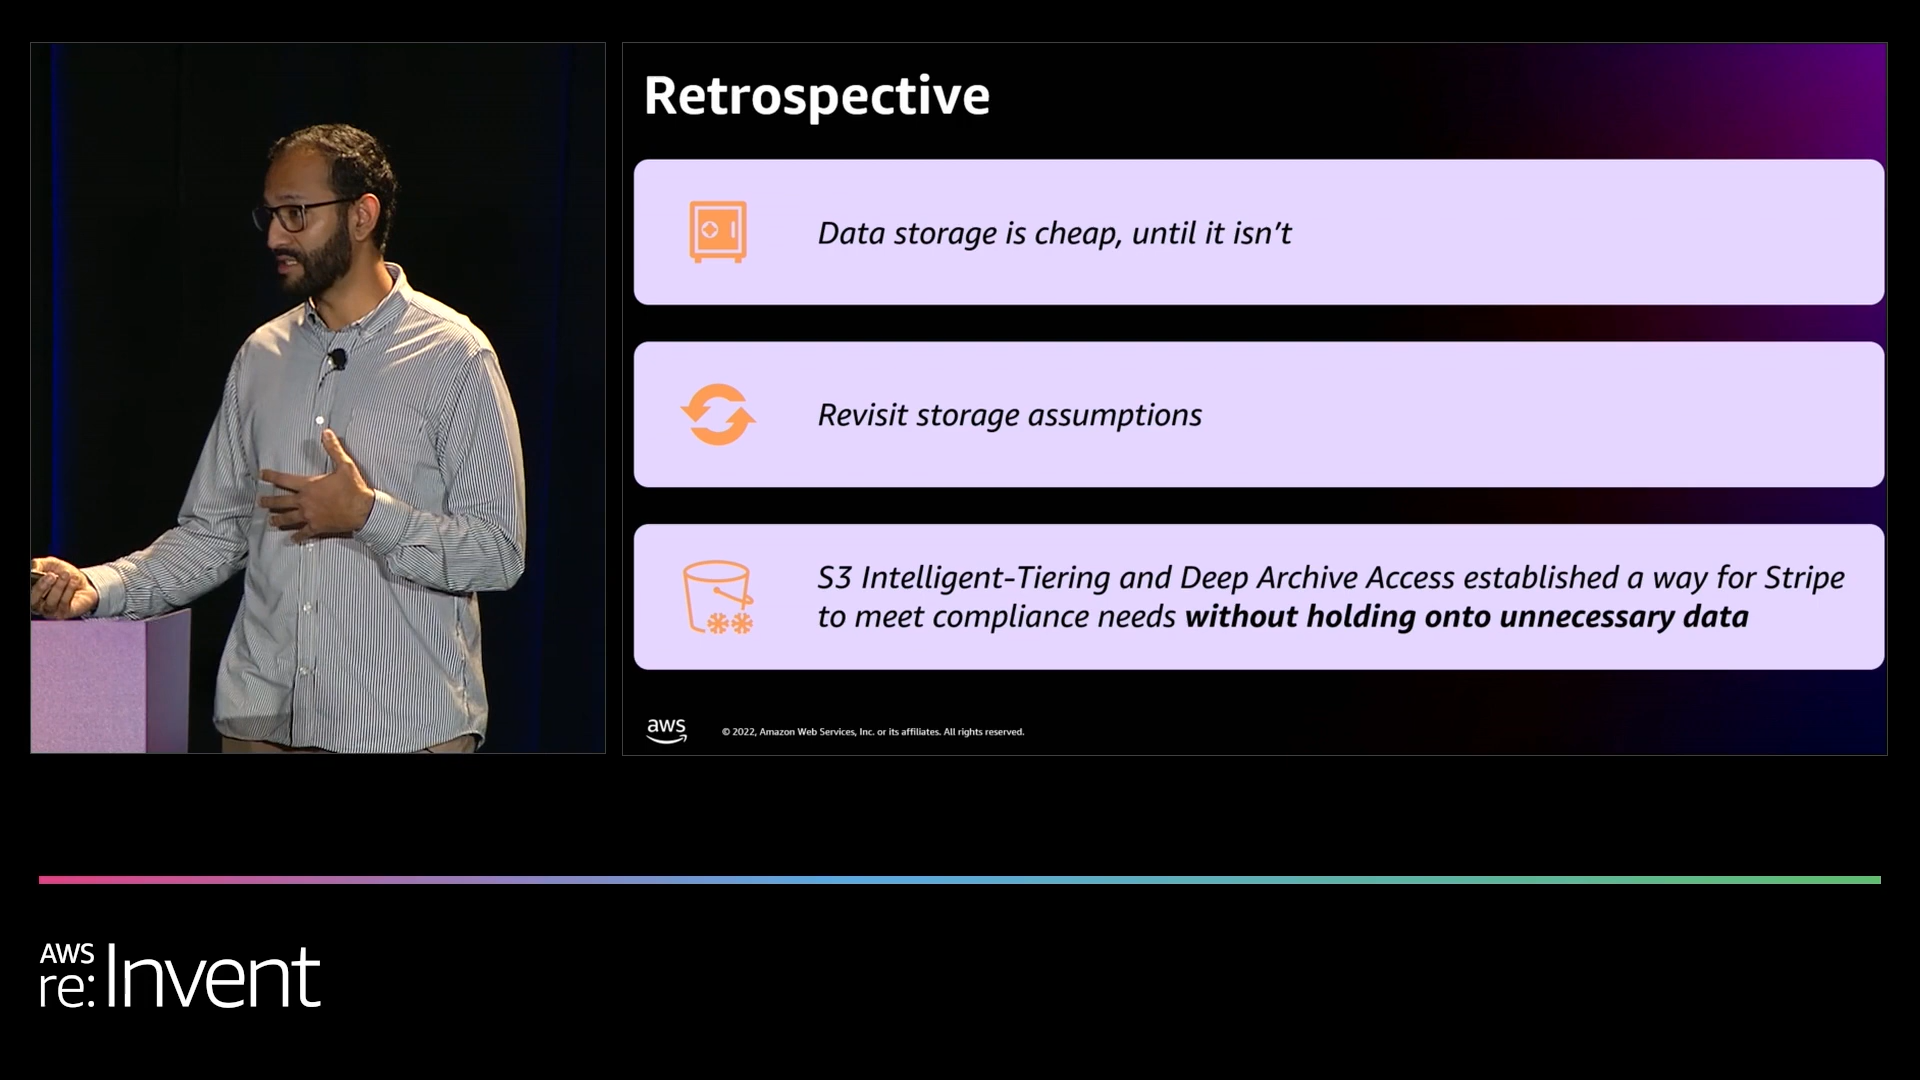 Retrospective
Data storage is cheap, until it isn’t
Revisit storage assumptions
S3 Intelligent-Tiering and Deep Archive Access established a way for Stripe
to meet compliance needs without holding onto unnecessary data
aws
© 2022, Amazon Web Services, Inc. or its affiliates. All rights reserved.
AWS
re:Invent